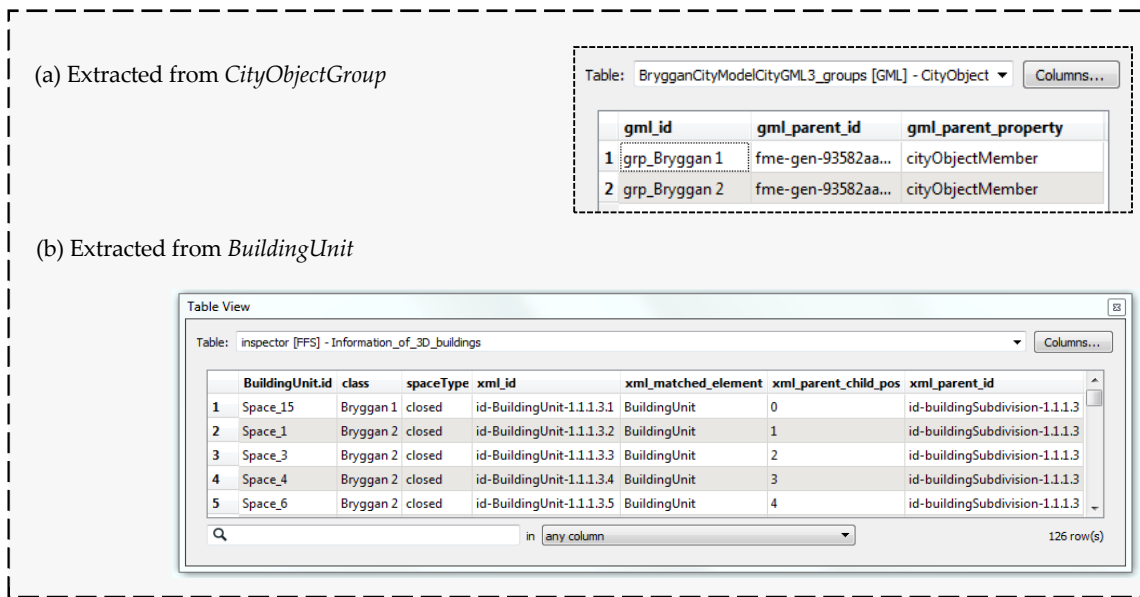 (a) Extracted from CityObjectGroup
Table: BrygganCityModelCityGML3_groups [GML] - CityObject Columns...
gml_id gml_parent_id gml_parent_property
1 grp_Bryggan 1 fme-gen-93582aa... cityObjectMember
2 grp_Bryggan 2 fme-gen-93582aa... cityObjectMember
(b) Extracted from BuildingUnit
Table View
Table: inspector [FFS] - Information_of_3D_buildings Columns...
BuildingUnit.id class spaceType xml_id xml_matched_element xml_parent_child_pos xml_parent_id
1 Space_15 Bryggan 1 closed id-BuildingUnit-1.1.1.3.1 BuildingUnit 0 id-buildingSubdivision-1.1.1.3
2 Space_1 Bryggan 2 closed id-BuildingUnit-1.1.1.3.2 BuildingUnit 1 id-buildingSubdivision-1.1.1.3
3 Space_3 Bryggan 2 closed id-BuildingUnit-1.1.1.3.3 BuildingUnit 2 id-buildingSubdivision-1.1.1.3
4 Space_4 Bryggan 2 closed id-BuildingUnit-1.1.1.3.4 BuildingUnit 3 id-buildingSubdivision-1.1.1.3
5 Space_6 Bryggan 2 closed id-BuildingUnit-1.1.1.3.5 BuildingUnit 4 id-buildingSubdivision-1.1.1.3
in any column 126 row(s)